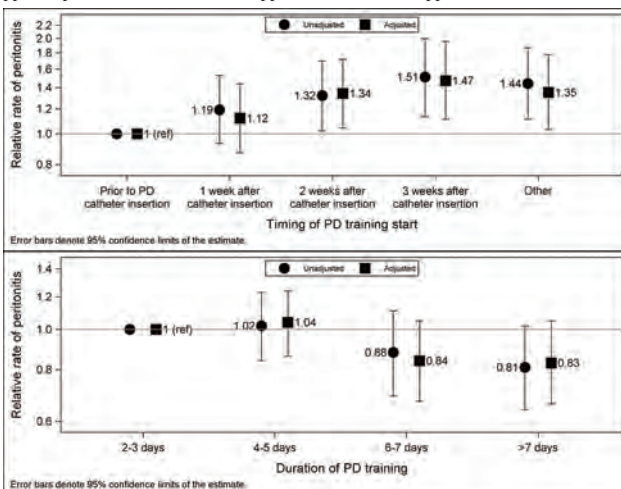 Relative rate of peritonitis
Unadjusted Adjusted
2.2
2.0
1.8
1.6
1.4
1.2
1.0
0.8
1 (ref)
1.19
1.12
1.32
1.34
1.51
1.47
1.44
1.35
Prior to PD catheter insertion
1 week after catheter insertion
2 weeks after catheter insertion
3 weeks after catheter insertion
Other
Timing of PD training start
Error bars denote 95% confidence limits of the estimate.
Relative rate of peritonitis
Unadjusted Adjusted
1.4
1.2
1.0
0.8
0.6
1 (ref)
1.02
1.04
0.88
0.84
0.81
0.83
2-3 days
4-5 days
6-7 days
>7 days
Duration of PD training
Error bars denote 95% confidence limits of the estimate.